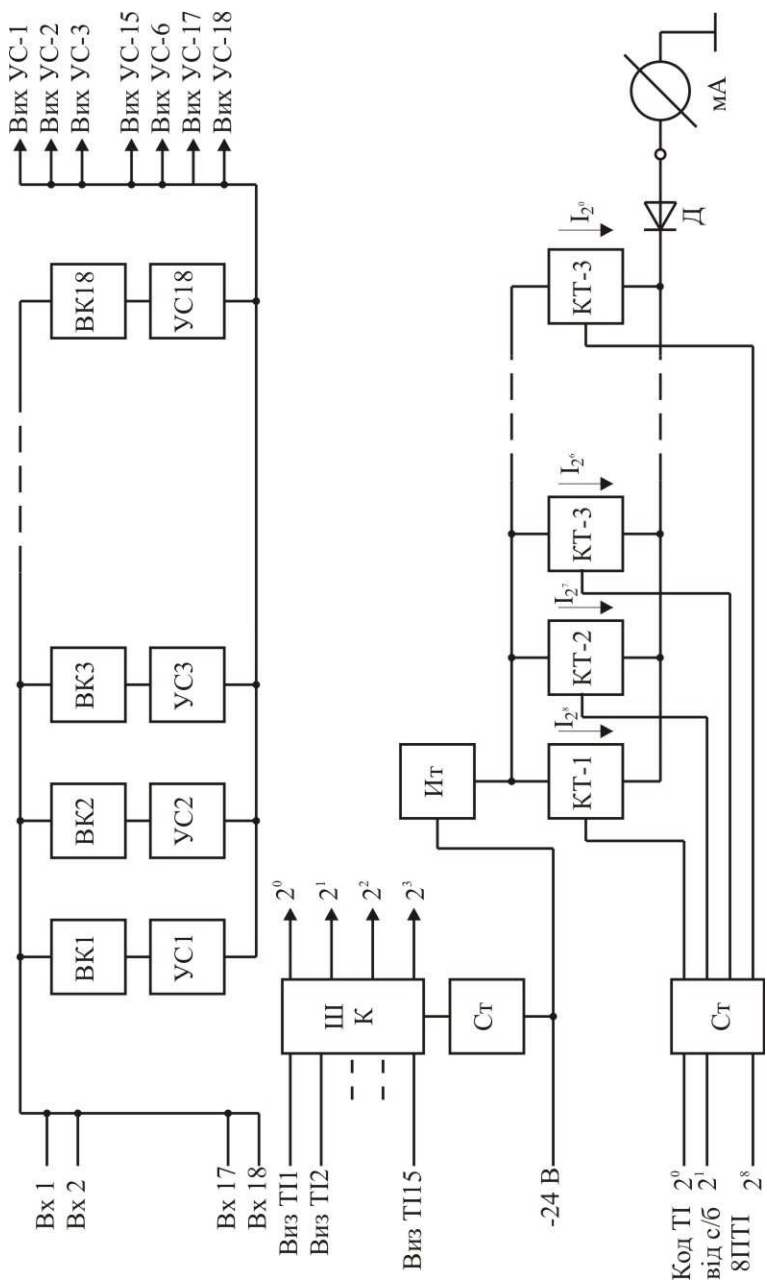 Вх 1
Вх 2
Вх 17
Вх 18
ВК1
ВК2
ВК3
ВК18
УС1
УС2
УС3
УС18
Вих УС-1
Вих УС-2
Вих УС-3
Вих УС-15
Вих УС-6
Вих УС-17
Вих УС-18
Виз ТІ1
Виз ТІ2
Виз ТІ15
Ш
К
2⁰
2¹
2²
2³
Ст
-24 В
Ит
КТ-1
КТ-2
КТ-3
КТ-3
I₂⁸
I₂⁷
I₂⁶
I₂⁰
Д
мА
Код ТІ 2⁰
від с/б 2¹
8ПТІ 2⁸
Ст